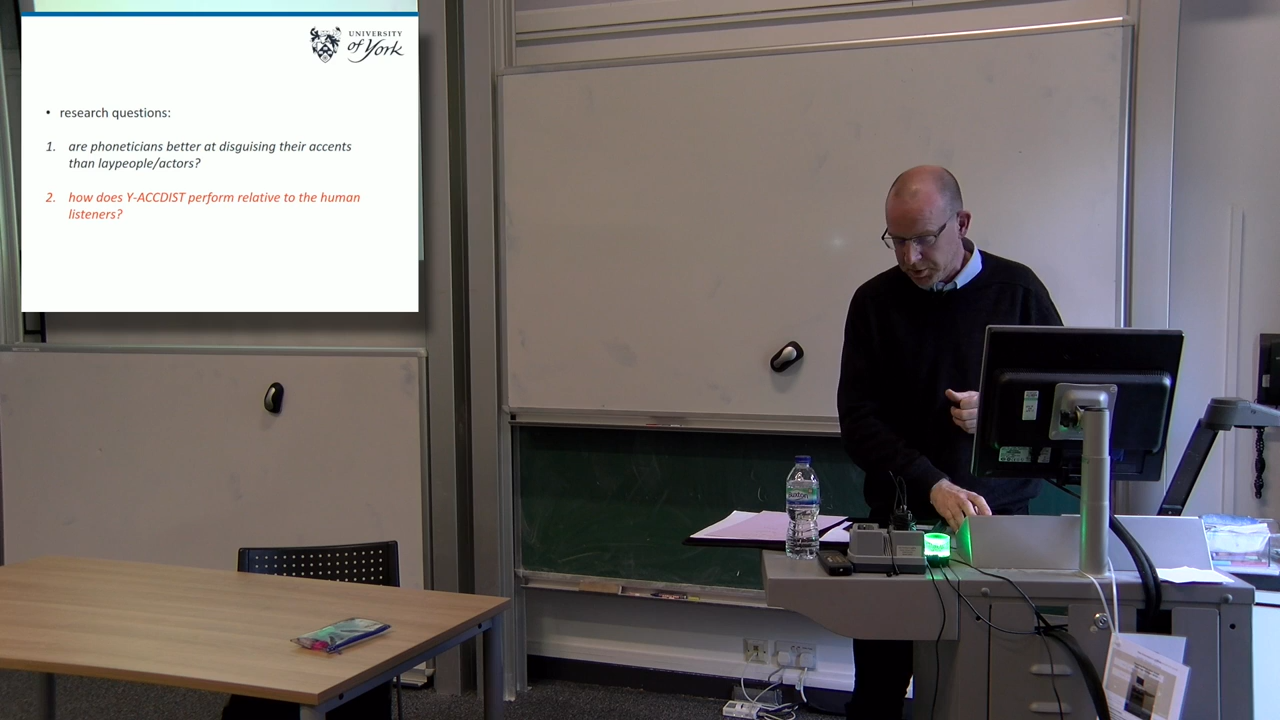 UNIVERSITY
of York
• research questions:
1. are phoneticians better at disguising their accents
than laypeople/actors?
2. how does Y-ACCDIST perform relative to the human
listeners?